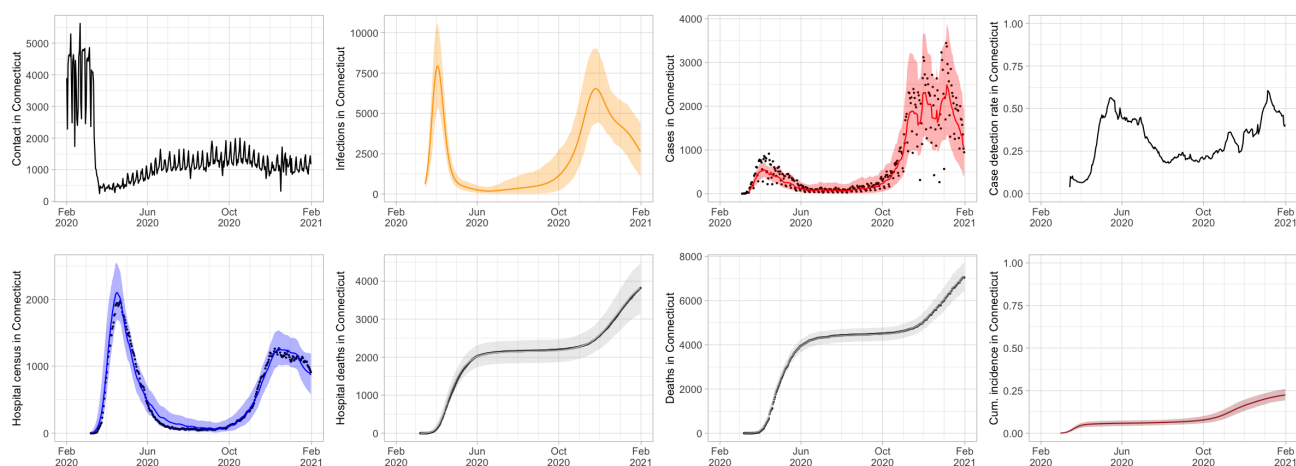 Contact in Connecticut
5000
4000
3000
2000
1000
0
Feb
2020
Jun
2020
Oct
2020
Feb
2021
Infections in Connecticut
10000
7500
5000
2500
0
Feb
2020
Jun
2020
Oct
2020
Feb
2021
Cases in Connecticut
4000
3000
2000
1000
0
Feb
2020
Jun
2020
Oct
2020
Feb
2021
Case detection rate in Connecticut
1.00
0.75
0.50
0.25
0.00
Feb
2020
Jun
2020
Oct
2020
Feb
2021
Hospital census in Connecticut
2000
1000
0
Feb
2020
Jun
2020
Oct
2020
Feb
2021
Hospital deaths in Connecticut
4000
3000
2000
1000
0
Feb
2020
Jun
2020
Oct
2020
Feb
2021
Deaths in Connecticut
8000
6000
4000
2000
0
Feb
2020
Jun
2020
Oct
2020
Feb
2021
Cum. incidence in Connecticut
1.00
0.75
0.50
0.25
0.00
Feb
2020
Jun
2020
Oct
2020
Feb
2021